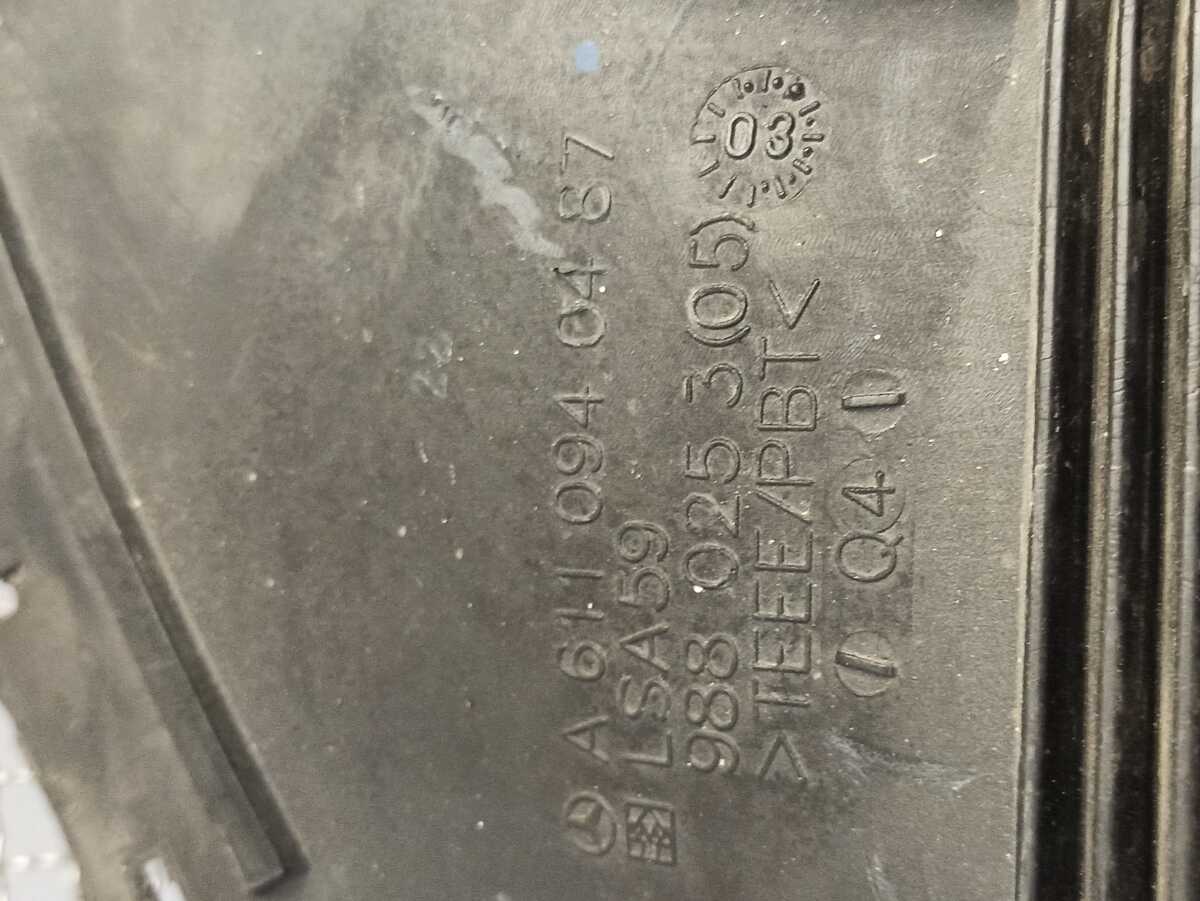 A 611 094 04 87
LSA59
988 025 3 (05)
>TEEE/PBT<
Q4
03